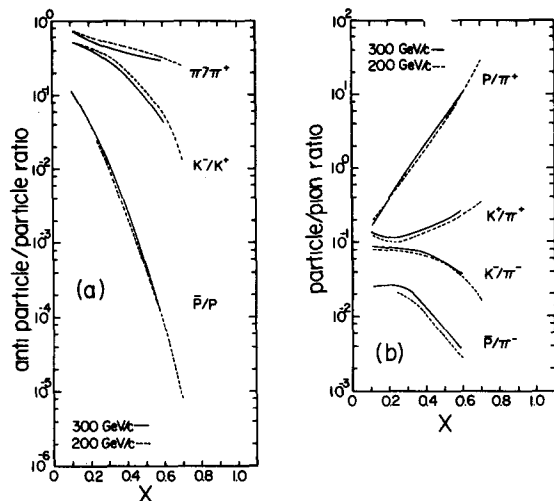 anti particle/particle ratio
10⁰
10⁻¹
10⁻²
10⁻³
10⁻⁴
10⁻⁵
10⁻⁶
π⁻/π⁺
K⁻/K⁺
P̄/P
(a)
300 GeV/c
200 GeV/c
0 0.2 0.4 0.6 0.8 1.0
X
particle/pion ratio
10²
10¹
10⁰
10⁻¹
10⁻²
10⁻³
300 GeV/c
200 GeV/c
P/π⁺
K⁺/π⁺
K⁻/π⁻
P̄/π⁻
(b)
0 0.2 0.4 0.6 0.8 1.0
X